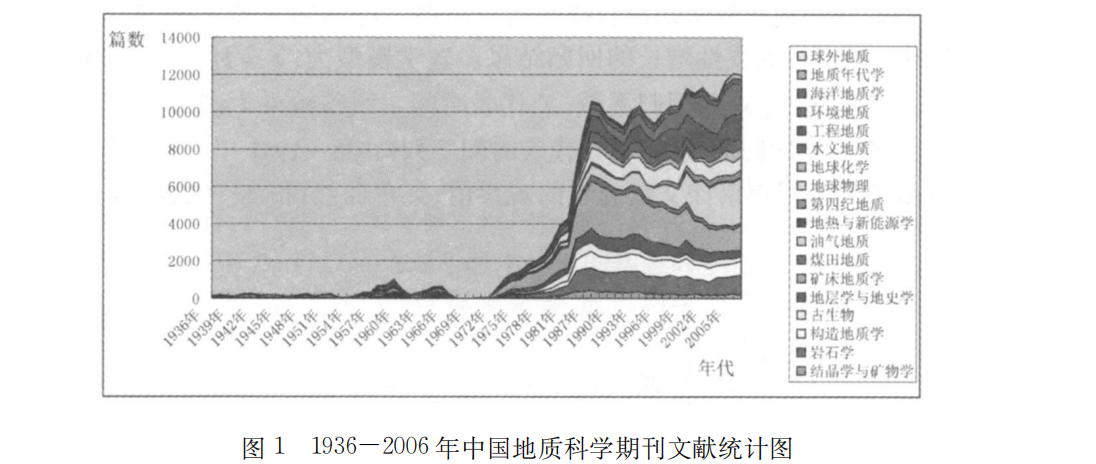 篇数
14000
12000
10000
8000
6000
4000
2000
0
1936年
1939年
1942年
1945年
1948年
1951年
1954年
1957年
1960年
1963年
1966年
1969年
1972年
1975年
1978年
1981年
1987年
1990年
1993年
1996年
1999年
2002年
2005年
年代
球外地质
地质年代学
海洋地质学
环境地质
工程地质
水文地质
地球化学
地球物理
第四纪地质
地热与新能源学
油气地质
煤田地质
矿床地质学
地层学与地史学
古生物
构造地质学
岩石学
结晶学与矿物学
图 1 1936—2006 年中国地质科学期刊文献统计图